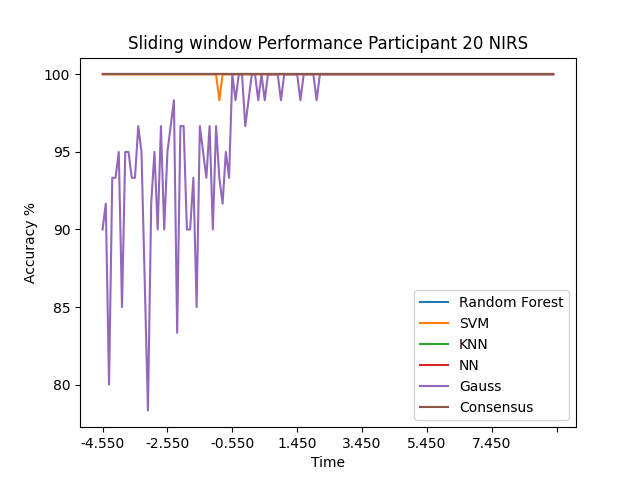 Sliding window Performance Participant 20 NIRS
100
95
90
85
80
Accuracy %
-4.550 -2.550 -0.550 1.450 3.450 5.450 7.450
Time
Random Forest
SVM
KNN
NN
Gauss
Consensus